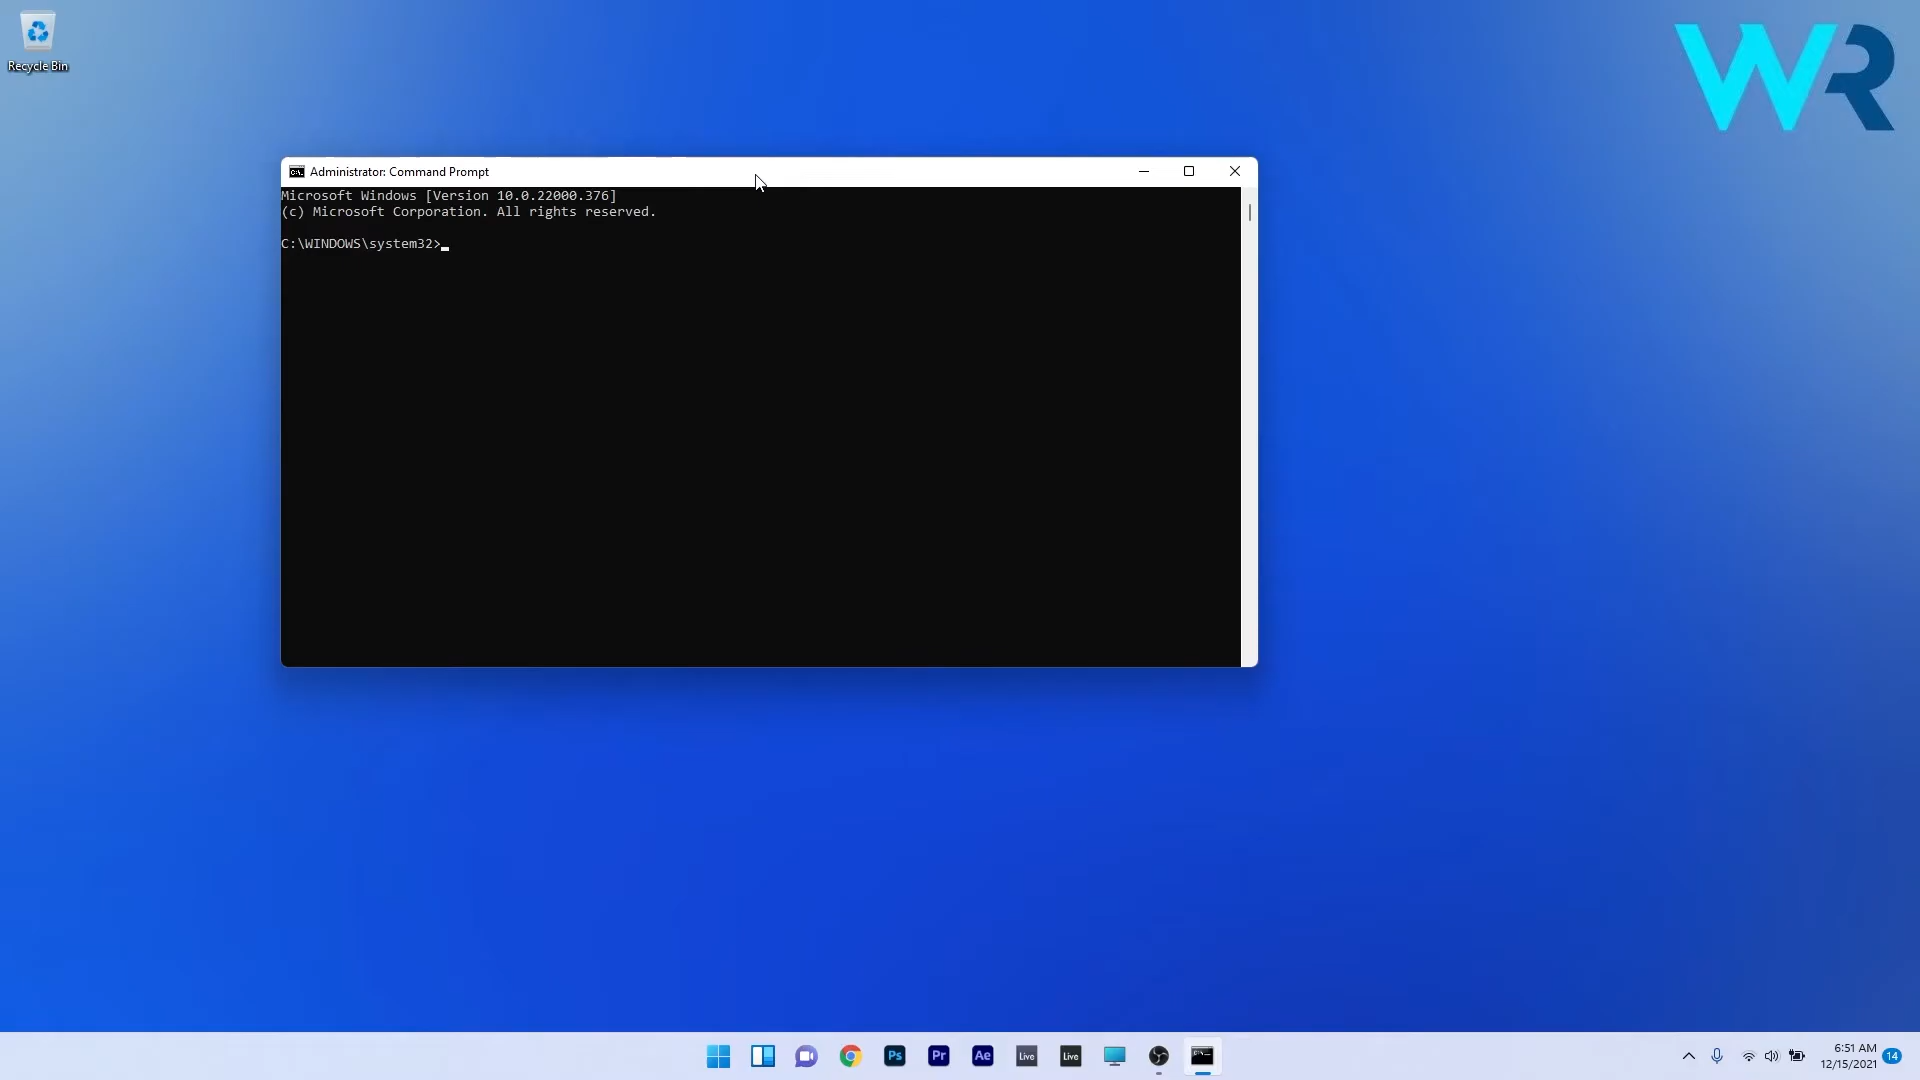 Recycle Bin
WR
Administrator: Command Prompt
Microsoft Windows [Version 10.0.22000.376]
(c) Microsoft Corporation. All rights reserved.
C:\WINDOWS\system32>
Ps
Pr
Ae
Live
Live
6:51 AM
12/15/2021
14